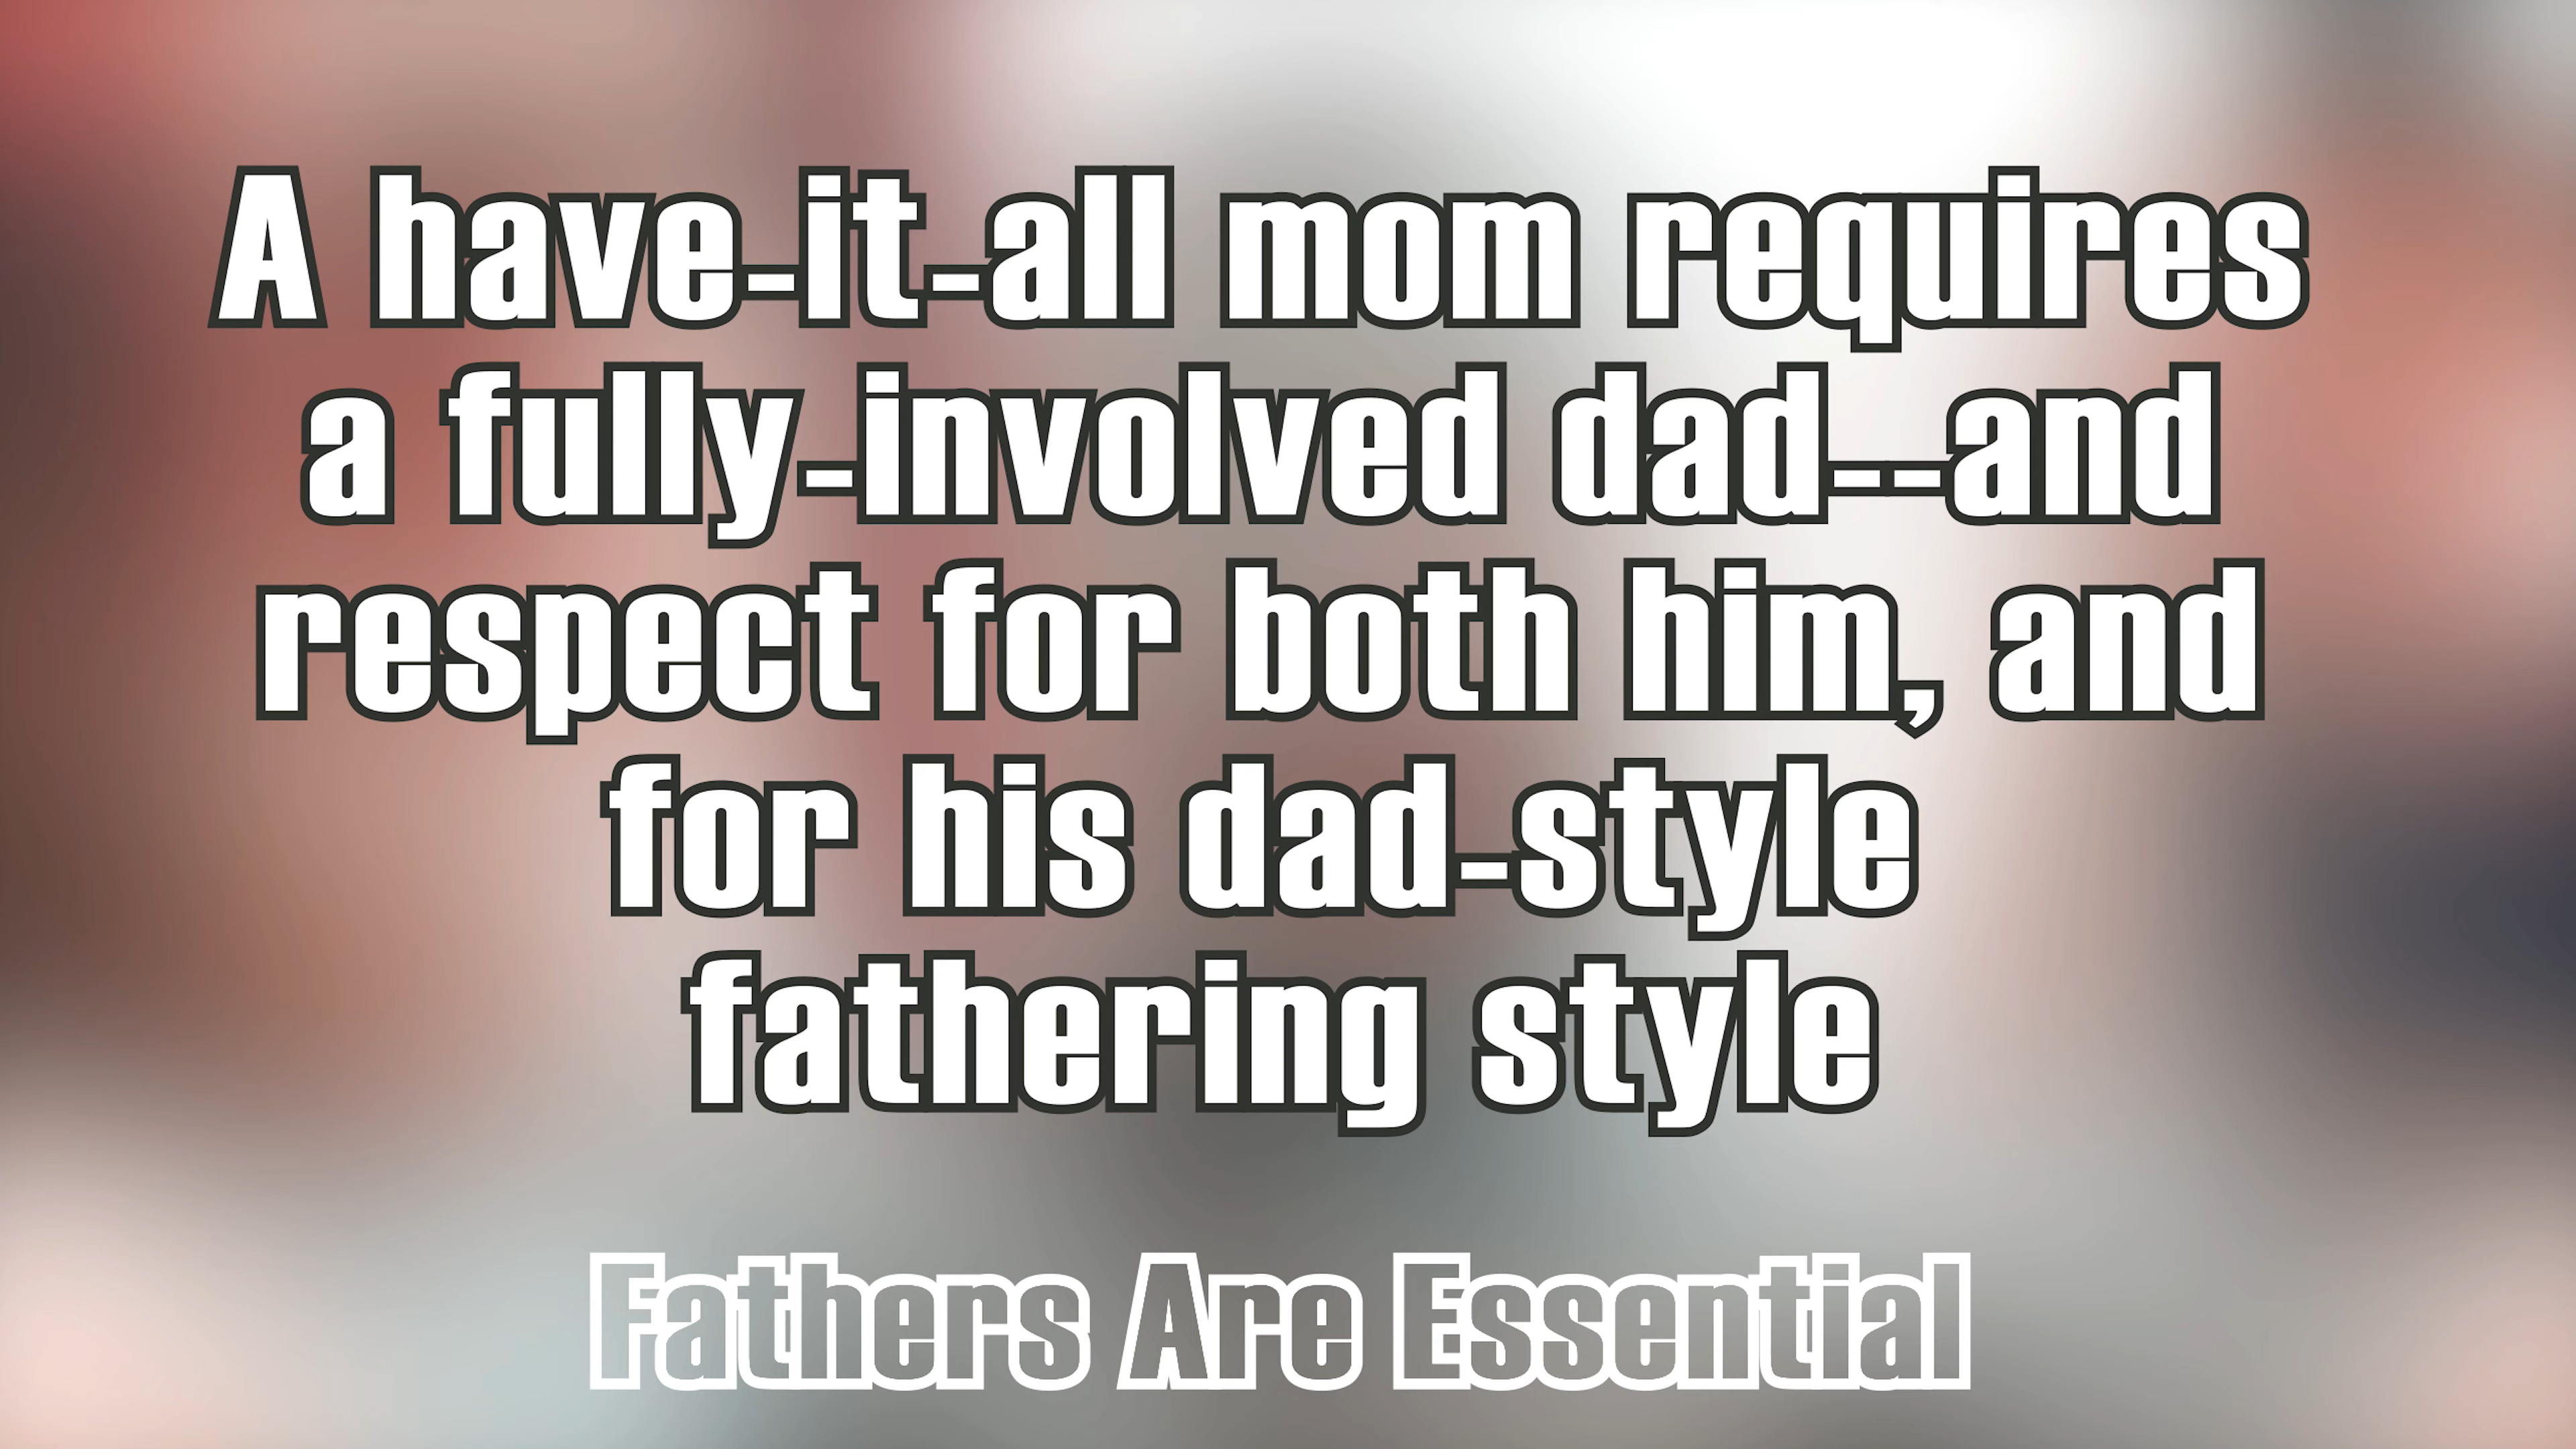 A have-it-all mom requires
a fully-involved dad--and
respect for both him, and
for his dad-style
fathering style
Fathers Are Essential